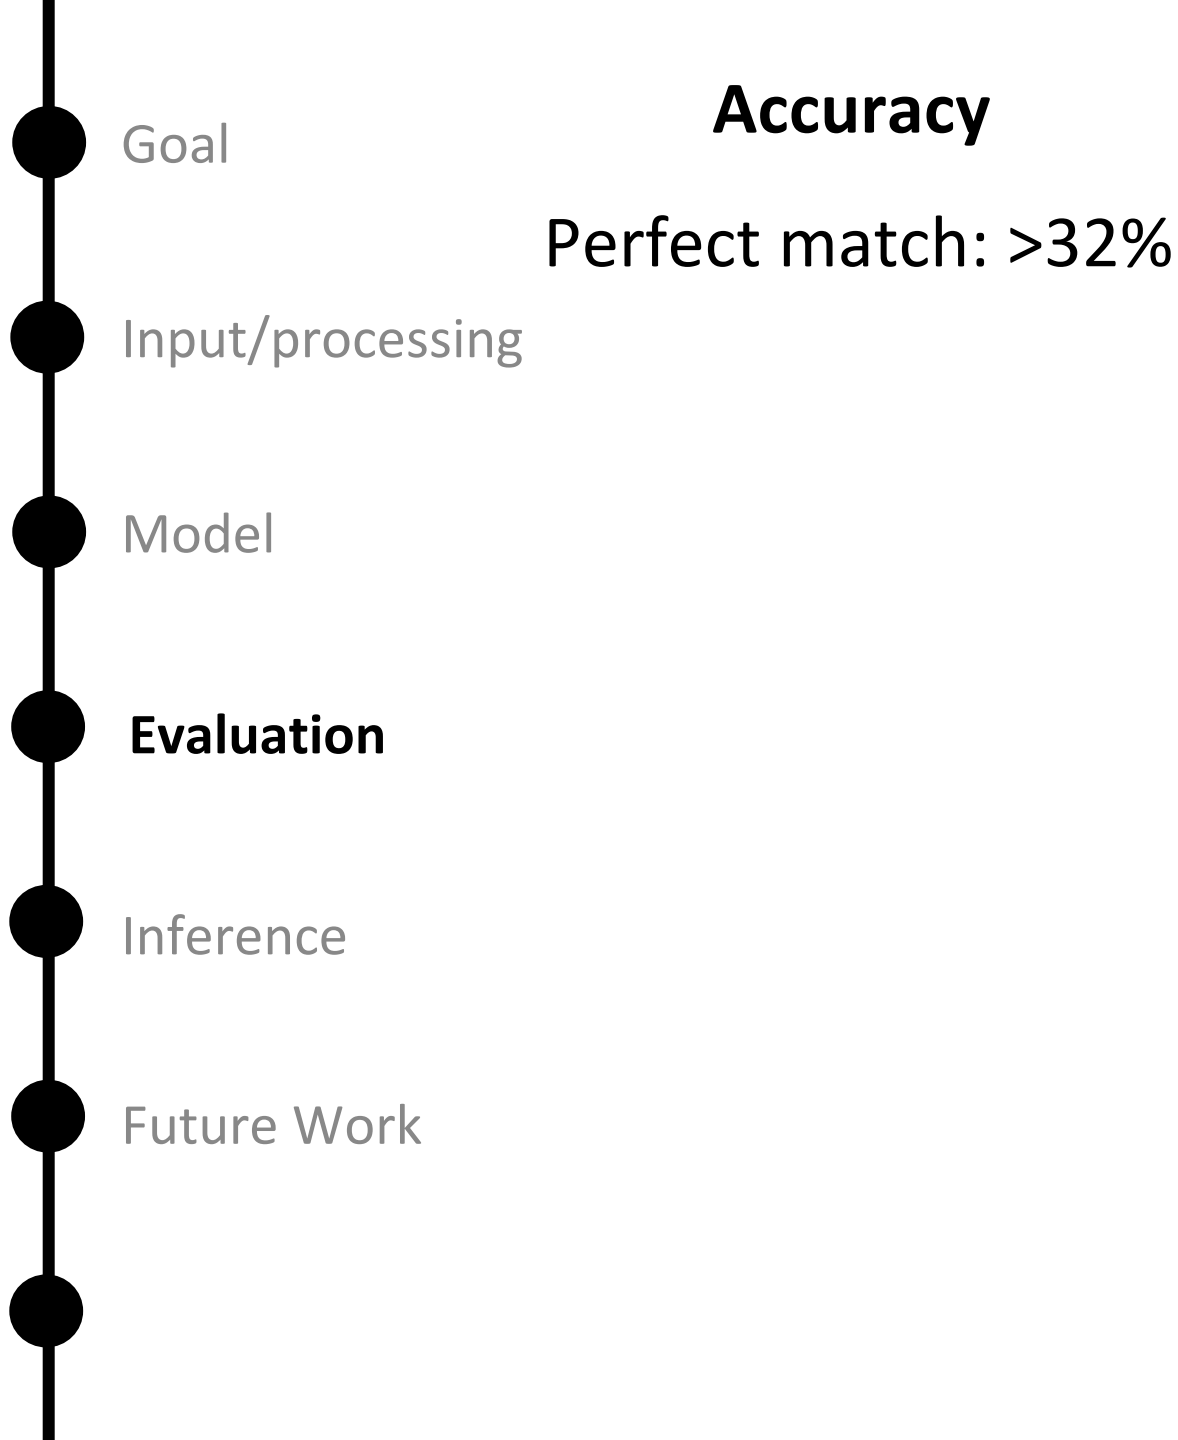 Accuracy
Perfect match: >32%
Goal
Input/processing
Model
Evaluation
Inference
Future Work